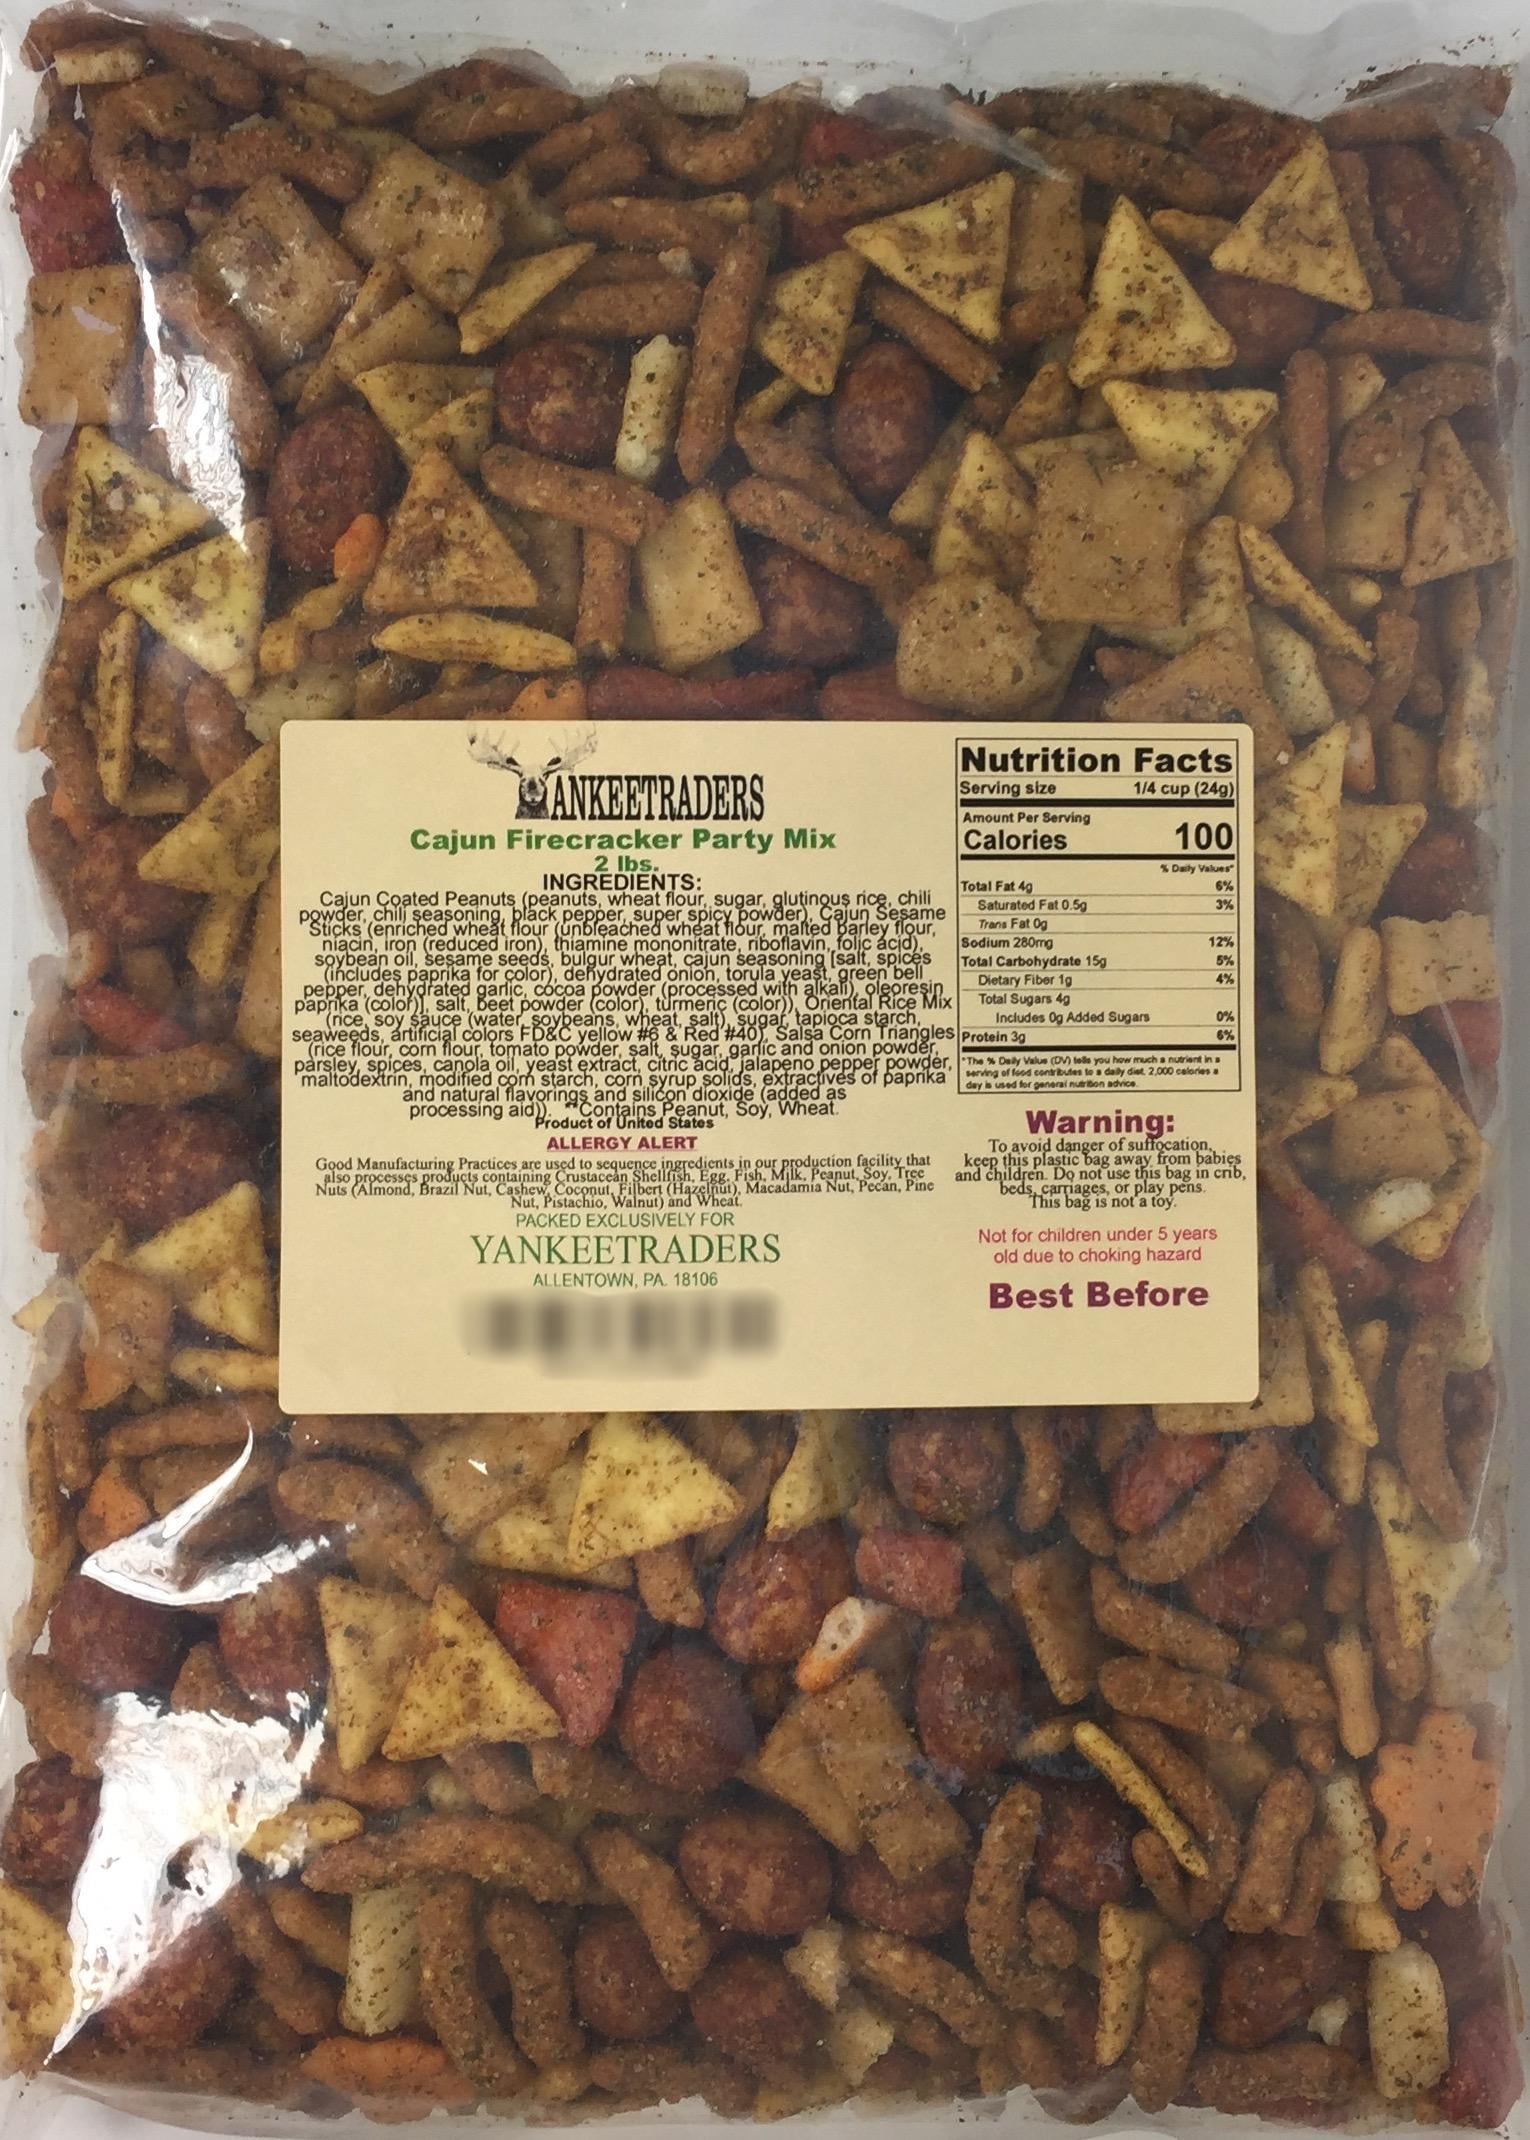 YANKEETRADERS
Cajun Firecracker Party Mix
2 lbs.
INGREDIENTS:
Cajun Coated Peanuts (peanuts, wheat flour, sugar, glutinous rice, chili
powder, chili seasoning, black pepper, super spicy powder), Cajun Sesame
Sticks (enriched wheat flour (unbleached wheat flour, malted barley flour,
niacin, iron (reduced iron), thiamine mononitrate, riboflavin, folic acid),
soybean oil, sesame seeds, bulgur wheat, cajun seasoning [salt, spices
(includes paprika for color), dehydrated onion, torula yeast, green bell
pepper, dehydrated garlic, cocoa powder (processed with alkali), oleoresin
paprika (color)], salt, beet powder (color), turmeric (color)), Oriental Rice Mix
(rice, soy sauce (water, soybeans, wheat, salt), sugar, tapioca starch,
seaweeds, artificial colors FD&C yellow #6 & Red #40), Salsa Corn Triangles
(rice flour, corn flour, tomato powder, salt, sugar, garlic and onion powder,
parsley, spices, canola oil, yeast extract, citric acid, jalapeno pepper powder,
maltodextrin, modified corn starch, corn syrup solids, extractives of paprika
and natural flavorings and silicon dioxide (added as
processing aid)). **Contains Peanut, Soy, Wheat.
Product of United States
ALLERGY ALERT
Good Manufacturing Practices are used to sequence ingredients in our production facility that
also processes products containing Crustacean Shellfish, Egg, Fish, Milk, Peanut, Soy, Tree
Nuts (Almond, Brazil Nut, Cashew, Coconut, Filbert (Hazelnut), Macadamia Nut, Pecan, Pine
Nut, Pistachio, Walnut) and Wheat.
PACKED EXCLUSIVELY FOR
YANKEETRADERS
ALLENTOWN, PA. 18106
Nutrition Facts
Serving size 1/4 cup (24g)
Amount Per Serving
Calories 100
% Daily Values*
Total Fat 4g 6%
Saturated Fat 0.5g 3%
Trans Fat 0g
Sodium 280mg 12%
Total Carbohydrate 15g 5%
Dietary Fiber 1g 4%
Total Sugars 4g
Includes 0g Added Sugars 0%
Protein 3g 6%
*The % Daily Value (DV) tells you how much a nutrient in a
serving of food contributes to a daily diet. 2,000 calories a
day is used for general nutrition advice.
Warning:
To avoid danger of suffocation,
keep this plastic bag away from babies
and children. Do not use this bag in crib,
beds, carriages, or play pens.
This bag is not a toy.
Not for children under 5 years
old due to choking hazard
Best Before